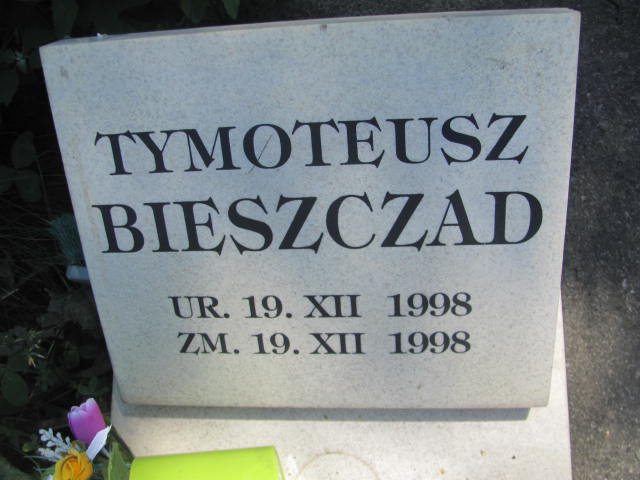 TYMOTEUSZ
BIESZCZAD
UR. 19. XII 1998
ZM. 19. XII 1998